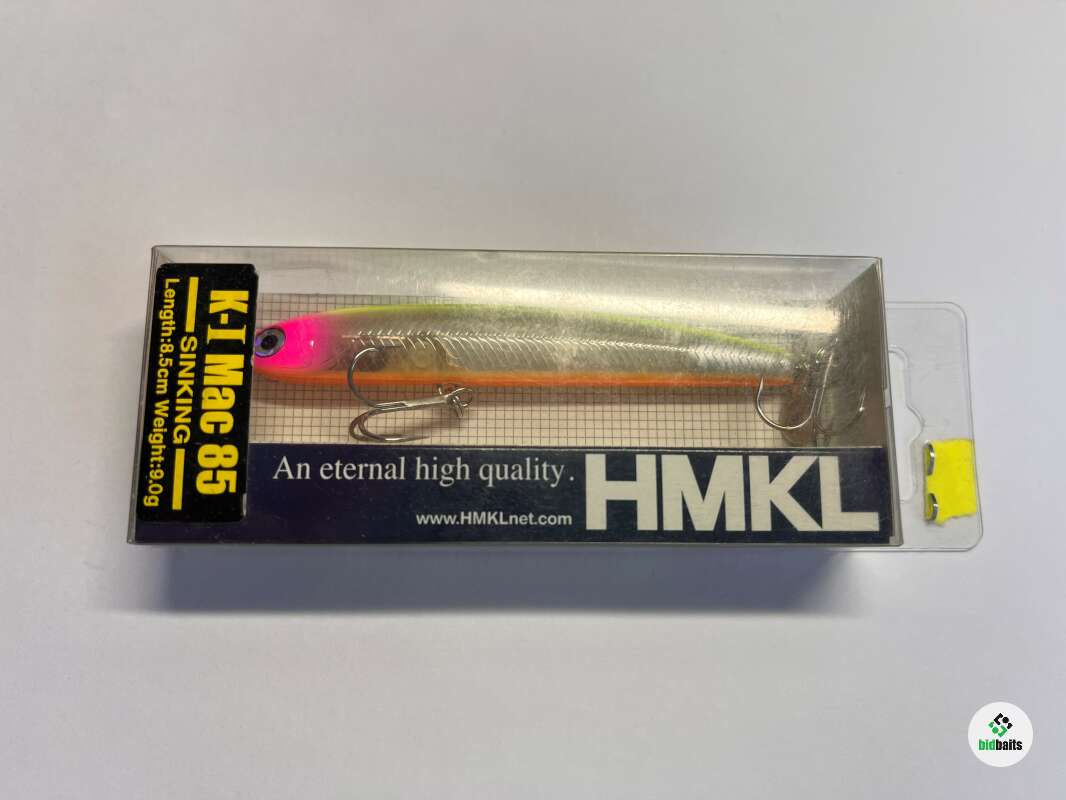 K-I Mac 85
SINKING
Length:8.5cm Weight:9.0g
An eternal high quality.
www.HMKLnet.com
HMKL
bidbaits